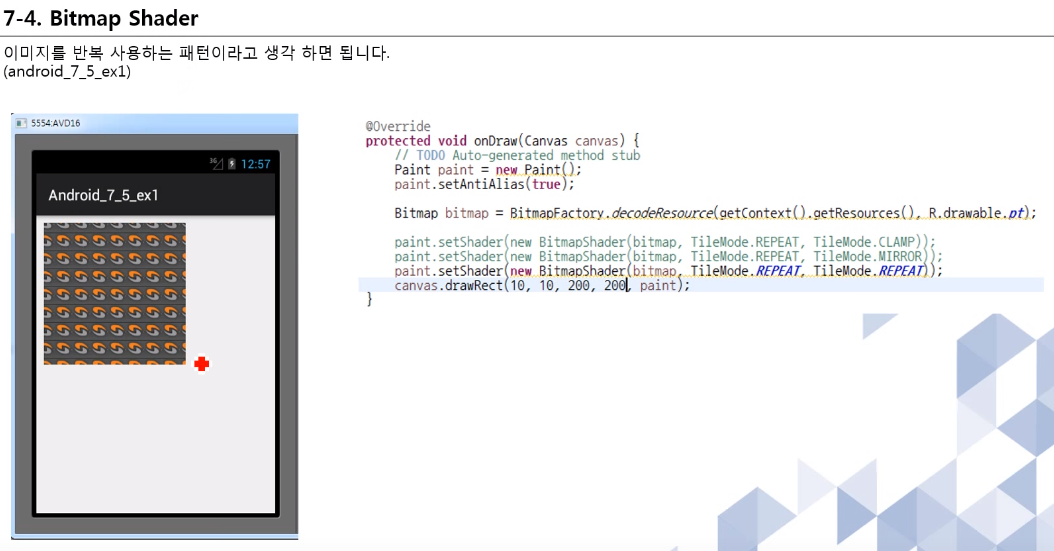 7-4. Bitmap Shader
이미지를 반복 사용하는 패턴이라고 생각 하면 됩니다.
(android_7_5_ex1)
5554:AVD16
3G 12:57
Android_7_5_ex1
@Override
protected void onDraw(Canvas canvas) {
// TODO Auto-generated method stub
Paint paint = new Paint();
paint.setAntiAlias(true);
Bitmap bitmap = BitmapFactory.decodeResource(getContext().getResources(), R.drawable.pt);
paint.setShader(new BitmapShader(bitmap, TileMode.REPEAT, TileMode.CLAMP));
paint.setShader(new BitmapShader(bitmap, TileMode.REPEAT, TileMode.MIRROR));
paint.setShader(new BitmapShader(bitmap, TileMode.REPEAT, TileMode.REPEAT));
canvas.drawRect(10, 10, 200, 200, paint);
}